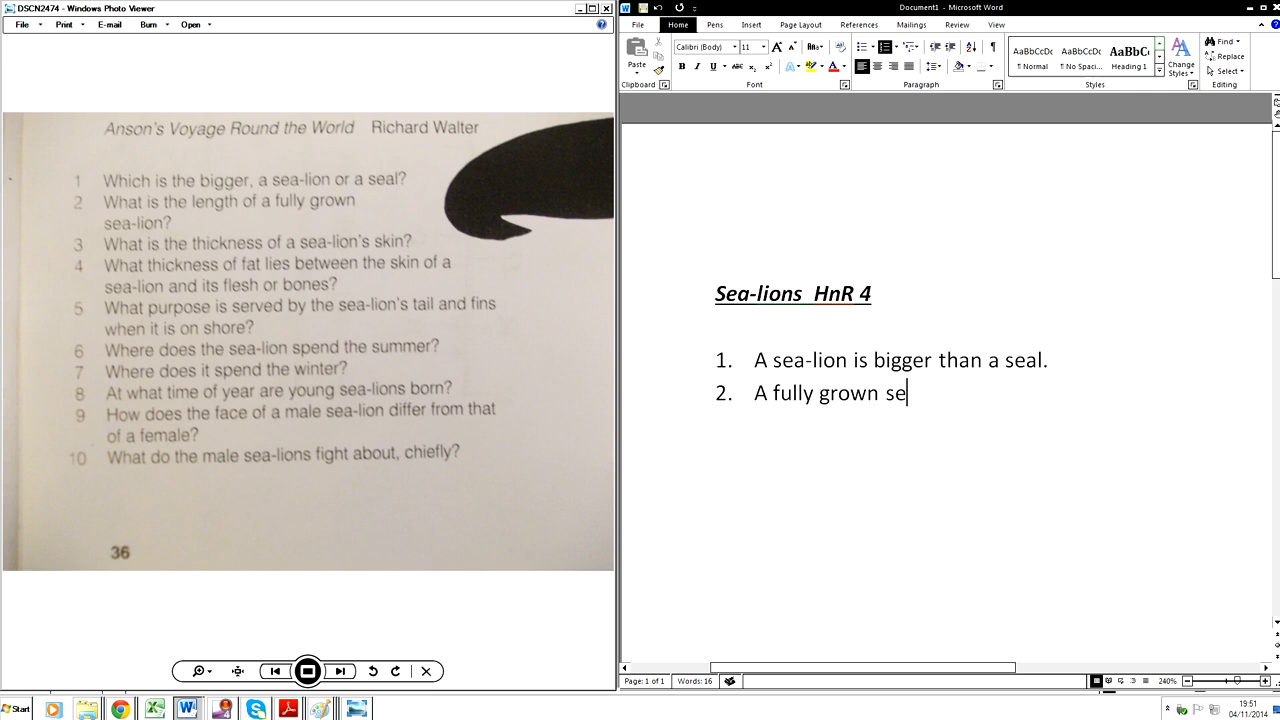 DSCN2474 - Windows Photo Viewer
File Print E-mail Burn Open
Anson's Voyage Round the World Richard Walter
1 Which is the bigger, a sea-lion or a seal?
2 What is the length of a fully grown
sea-lion?
3 What is the thickness of a sea-lion's skin?
4 What thickness of fat lies between the skin of a
sea-lion and its flesh or bones?
5 What purpose is served by the sea-lion's tail and fins
when it is on shore?
6 Where does the sea-lion spend the summer?
7 Where does it spend the winter?
8 At what time of year are young sea-lions born?
9 How does the face of a male sea-lion differ from that
of a female?
10 What do the male sea-lions fight about, chiefly?
36
Document1 - Microsoft Word
File Home Pens Insert Page Layout References Mailings Review View
Paste
Calibri (Body) 11
B I U ABC X₂ X²
AaBbCcDc AaBbCcDc AaBbC
¶ Normal ¶ No Spaci... Heading 1
Change
Styles
Find
Replace
Select
Clipboard Font Paragraph Styles Editing
Sea-lions HnR 4
1. A sea-lion is bigger than a seal.
2. A fully grown se
Page: 1 of 1 Words: 16 240%
Start
19:51
04/11/2014